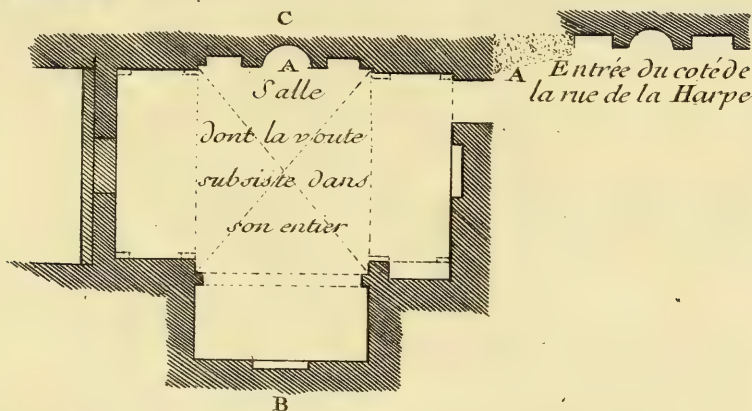 C
A
Salle
dont la voute
subsiste dans
son entier
A Entrée du coté de
la rue de la Harpe
B